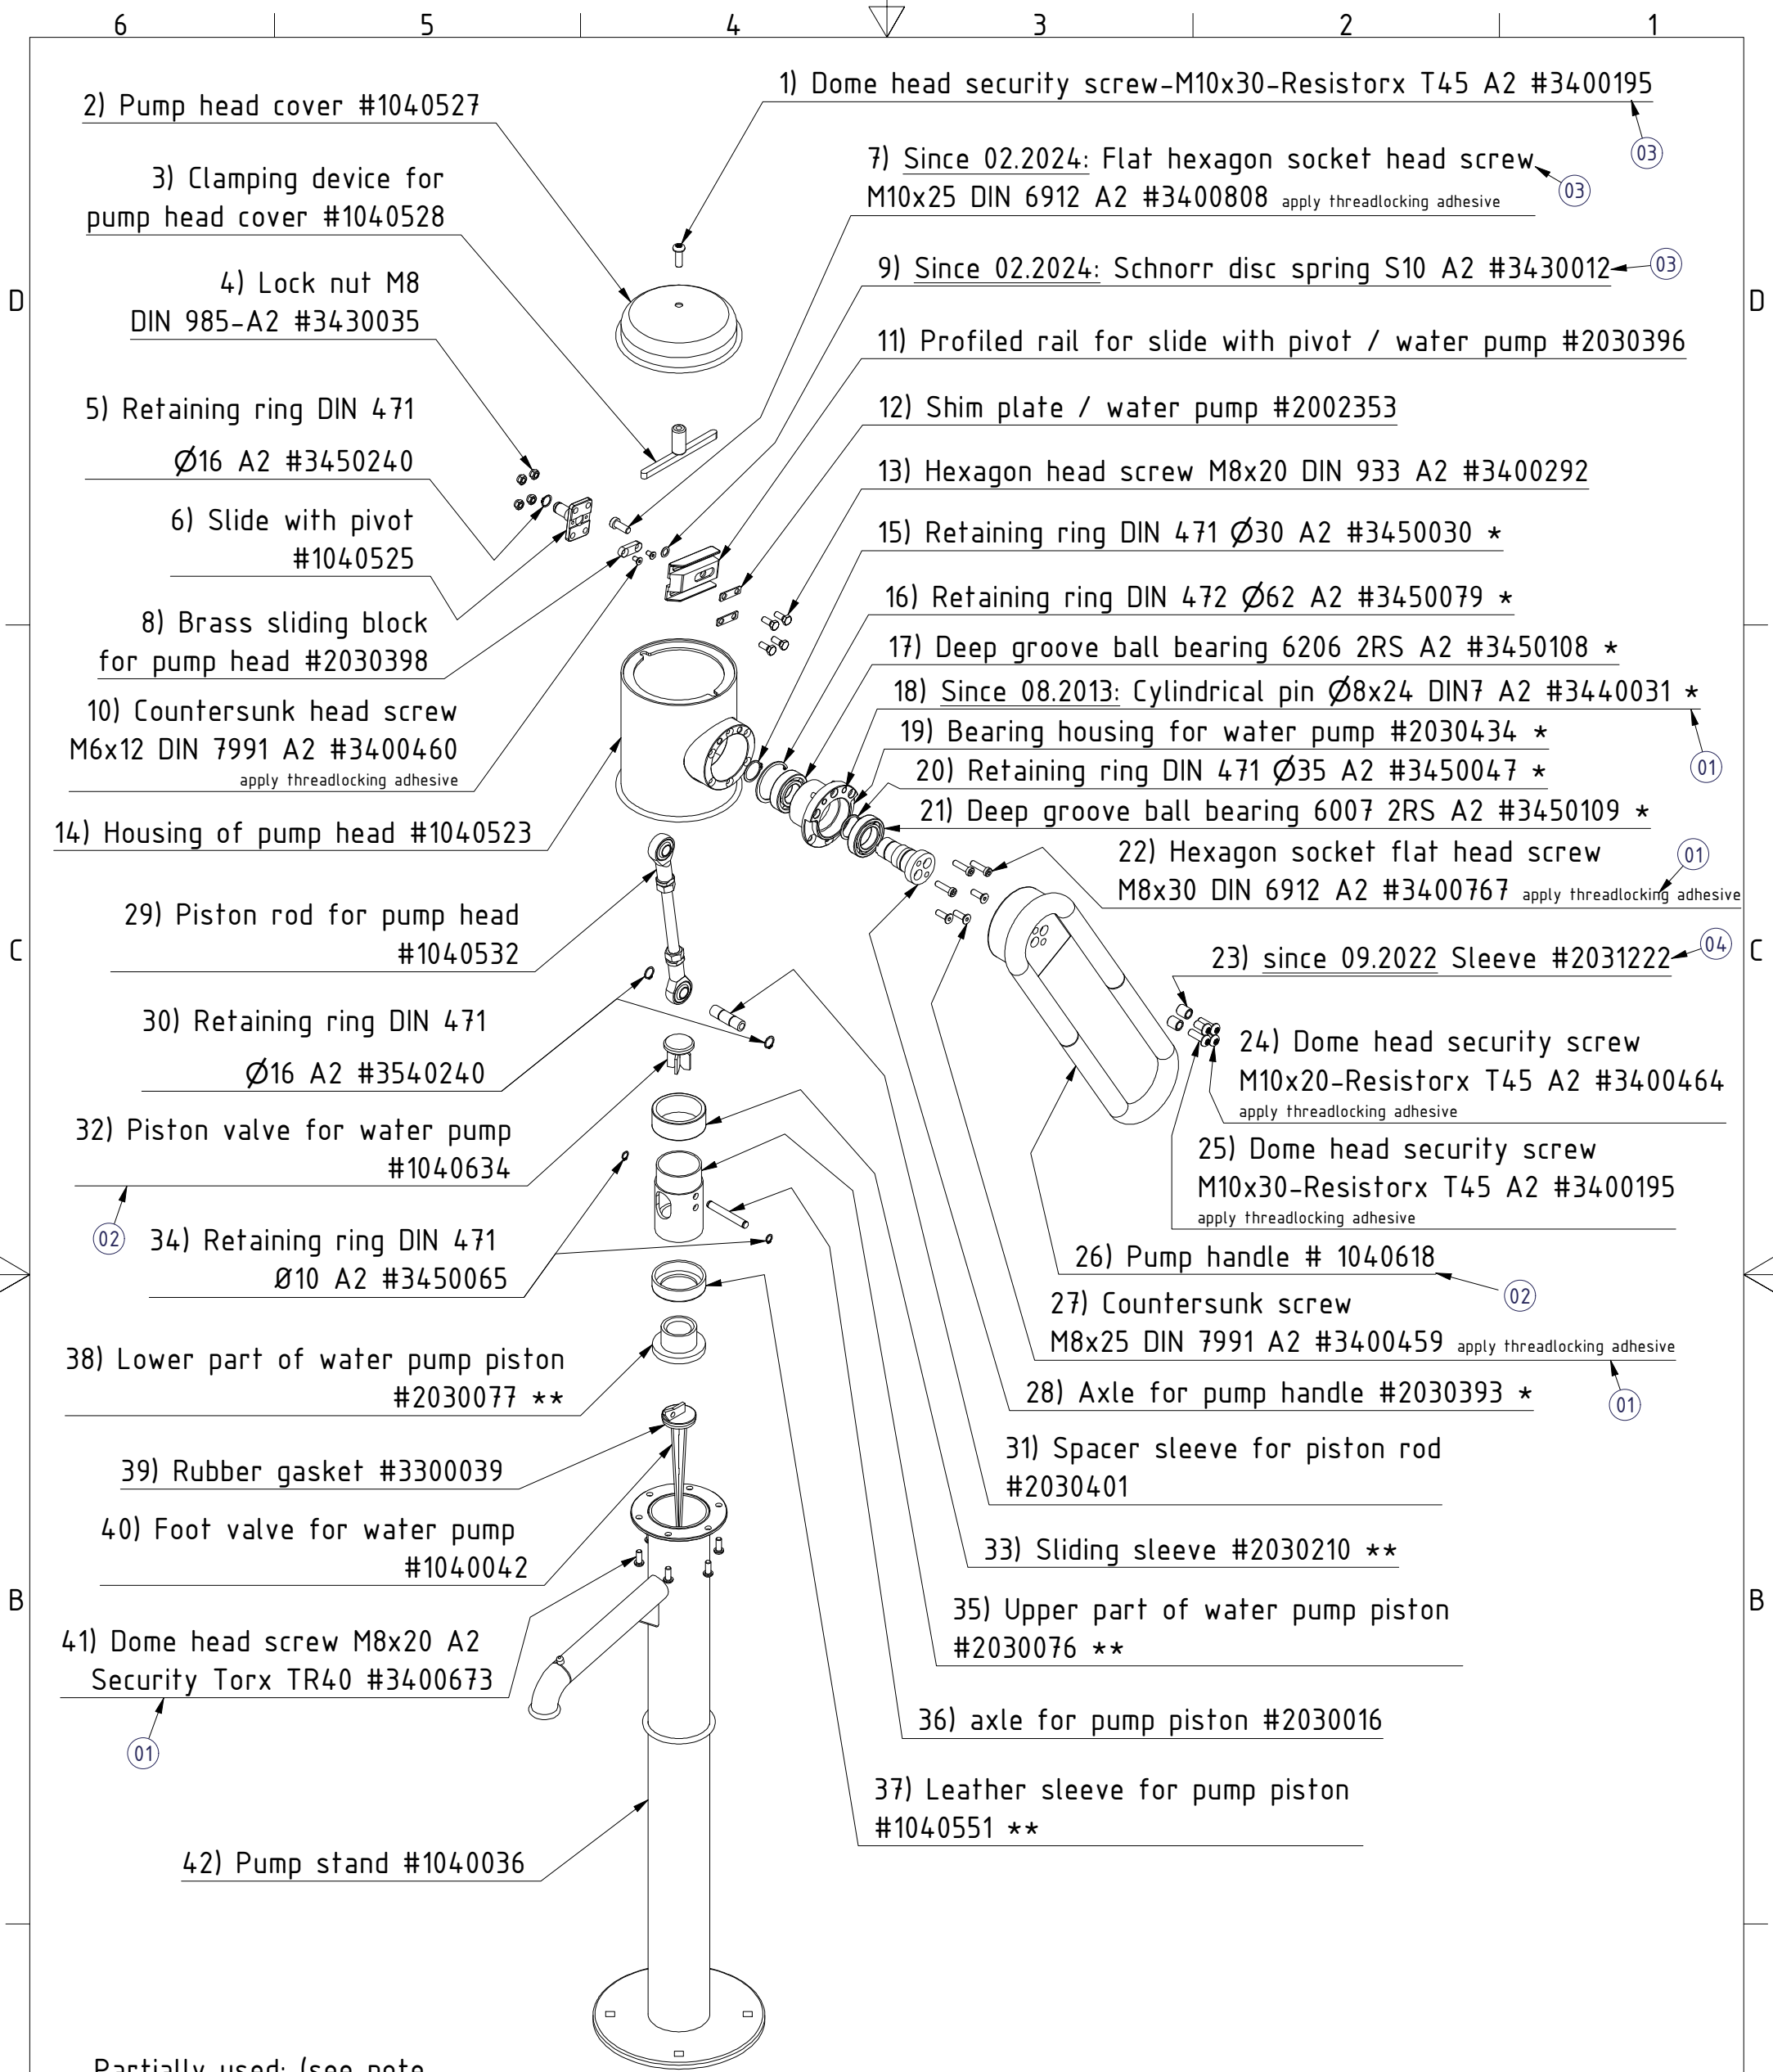 6 5 4 3 2 1
1) Dome head security screw-M10x30-Resistorx T45 A2 #3400195
03
2) Pump head cover #1040527
3) Clamping device for
pump head cover #1040528
4) Lock nut M8
DIN 985-A2 #3430035
5) Retaining ring DIN 471
Ø16 A2 #3450240
6) Slide with pivot
#1040525
7) Since 02.2024: Flat hexagon socket head screw
M10x25 DIN 6912 A2 #3400808 apply threadlocking adhesive
03
8) Brass sliding block
for pump head #2030398
9) Since 02.2024: Schnorr disc spring S10 A2 #3430012
03
D D
10) Countersunk head screw
M6x12 DIN 7991 A2 #3400460
apply threadlocking adhesive
11) Profiled rail for slide with pivot / water pump #2030396
12) Shim plate / water pump #2002353
13) Hexagon head screw M8x20 DIN 933 A2 #3400292
14) Housing of pump head #1040523
15) Retaining ring DIN 471 Ø30 A2 #3450030 *
16) Retaining ring DIN 472 Ø62 A2 #3450079 *
17) Deep groove ball bearing 6206 2RS A2 #3450108 *
18) Since 08.2013: Cylindrical pin Ø8x24 DIN7 A2 #3440031 *
01
19) Bearing housing for water pump #2030434 *
20) Retaining ring DIN 471 Ø35 A2 #3450047 *
21) Deep groove ball bearing 6007 2RS A2 #3450109 *
22) Hexagon socket flat head screw
M8x30 DIN 6912 A2 #3400767 apply threadlocking adhesive
01
23) since 09.2022 Sleeve #2031222
04
C C
24) Dome head security screw
M10x20-Resistorx T45 A2 #3400464
apply threadlocking adhesive
25) Dome head security screw
M10x30-Resistorx T45 A2 #3400195
apply threadlocking adhesive
26) Pump handle # 1040618
02
27) Countersunk screw
M8x25 DIN 7991 A2 #3400459 apply threadlocking adhesive
01
28) Axle for pump handle #2030393 *
29) Piston rod for pump head
#1040532
30) Retaining ring DIN 471
Ø16 A2 #3540240
31) Spacer sleeve for piston rod
#2030401
32) Piston valve for water pump
#1040634
02
33) Sliding sleeve #2030210 **
34) Retaining ring DIN 471
Ø10 A2 #3450065
35) Upper part of water pump piston
#2030076 **
36) axle for pump piston #2030016
37) Leather sleeve for pump piston
#1040551 **
38) Lower part of water pump piston
#2030077 **
39) Rubber gasket #3300039
40) Foot valve for water pump
#1040042
B B
41) Dome head screw M8x20 A2
Security Torx TR40 #3400673
01
42) Pump stand #1040036
Partially used: (see note